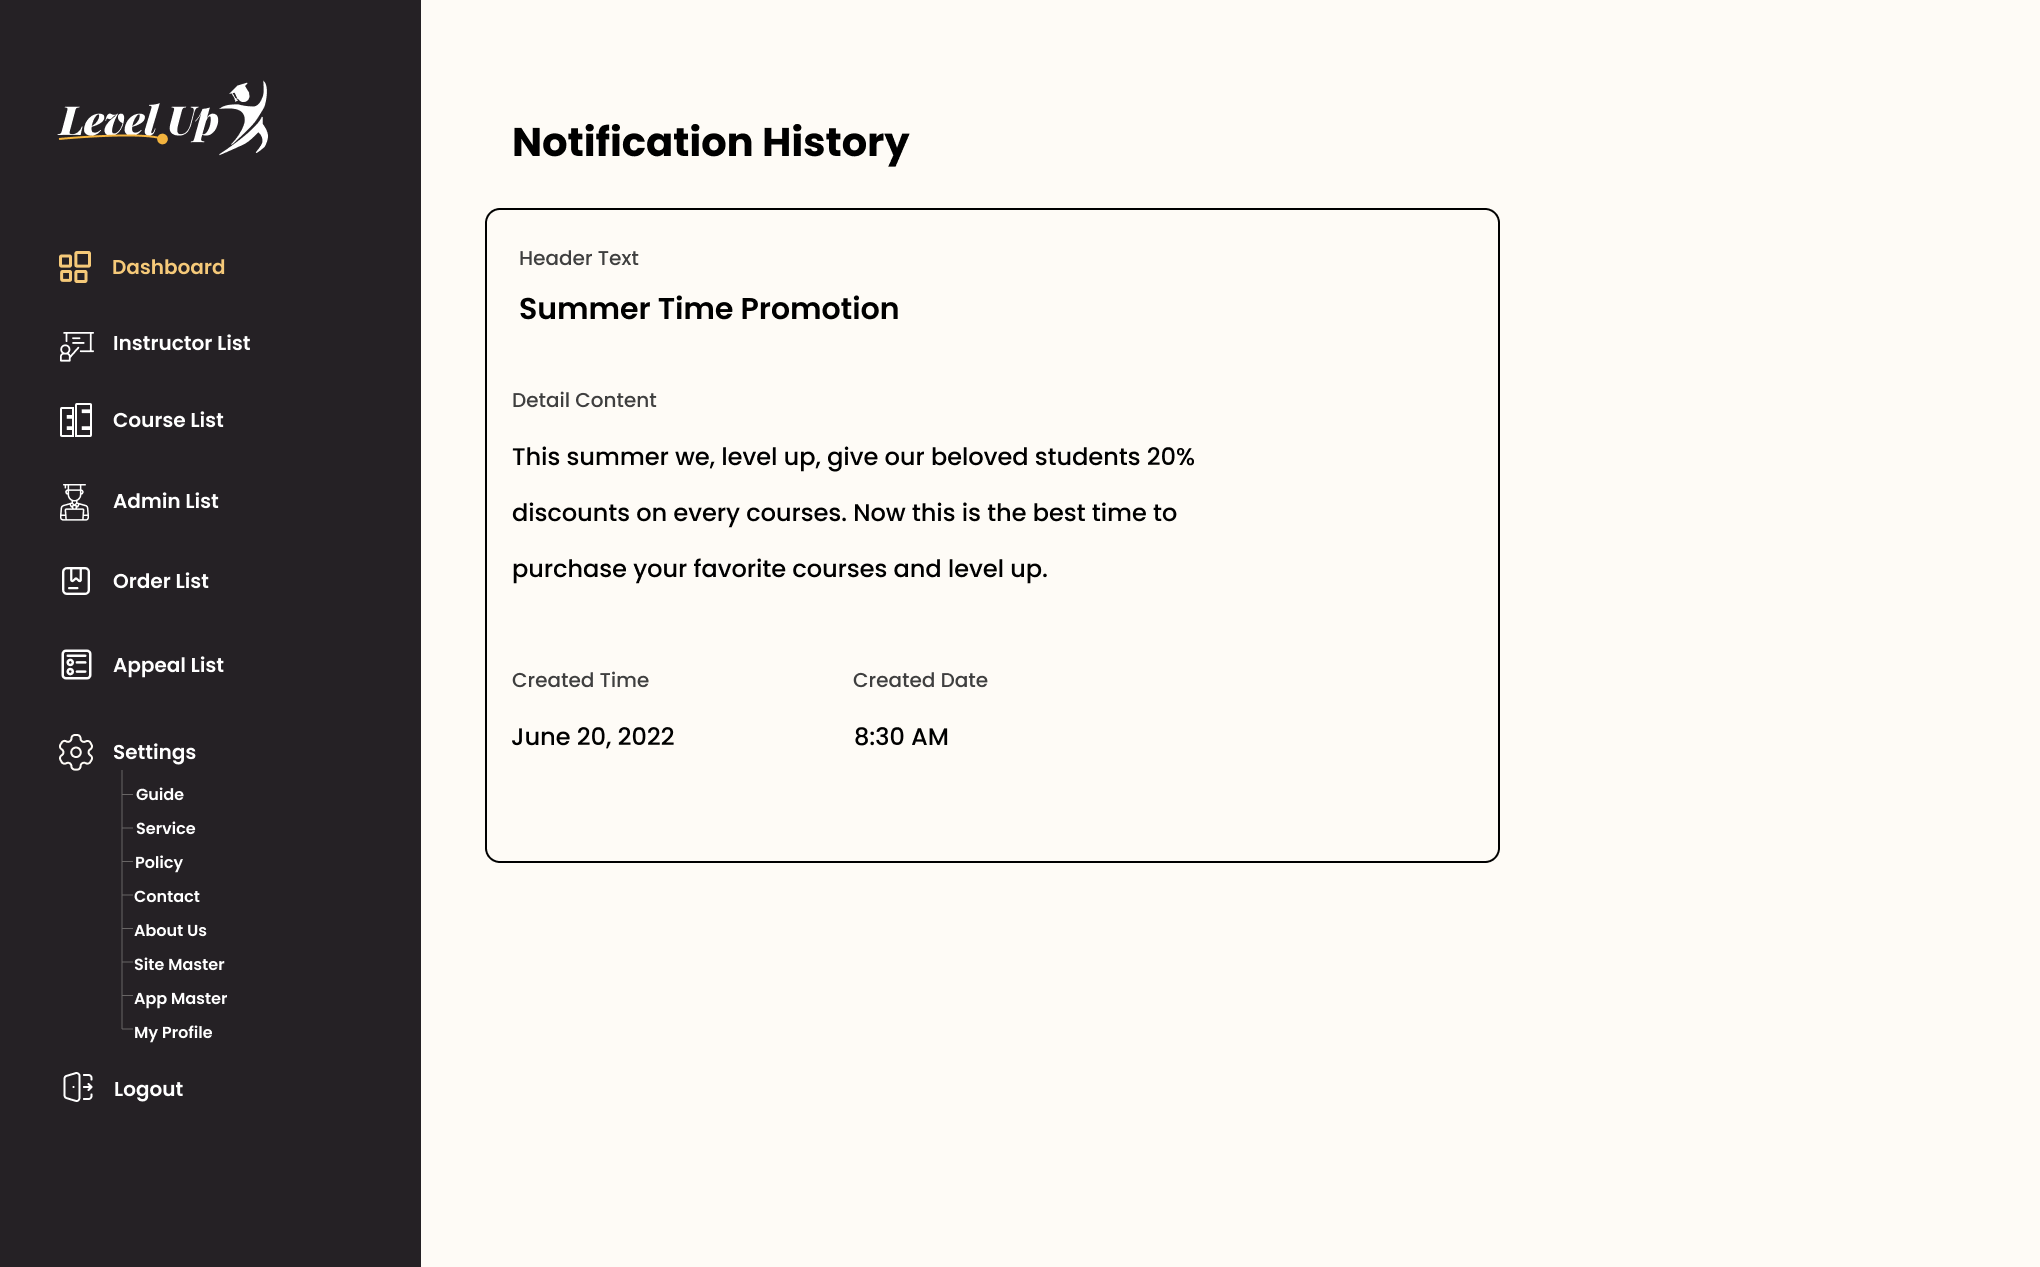 Level Up
Dashboard
Instructor List
Course List
Admin List
Order List
Appeal List
Settings
Guide
Service
Policy
Contact
About Us
Site Master
App Master
My Profile
Logout
Notification History
Header Text
Summer Time Promotion
Detail Content
This summer we, level up, give our beloved students 20%
discounts on every courses. Now this is the best time to
purchase your favorite courses and level up.
Created Time
Created Date
June 20, 2022
8:30 AM